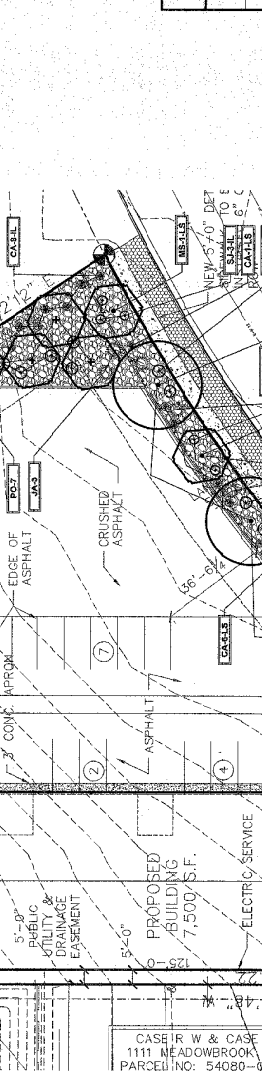 CA-3-IL
MS-1-LS
NEW 5'-0" DET
SJ-3-IL
CA-1-LS
PC-7
JA-3
EDGE OF
ASPHALT
CRUSHED
ASPHALT
CA-6-LS
3' CONC. APRON
7
ASPHALT
2
4
5'-0"
PUBLIC
UTILITY &
DRAINAGE
EASEMENT
5'-0"
PROPOSED
BUILDING
7,500 S.F.
125'-0
ELECTRIC SERVICE
CASE R W & CASE
1111 MEADOWBROOK
PARCEL NO: 54080-0